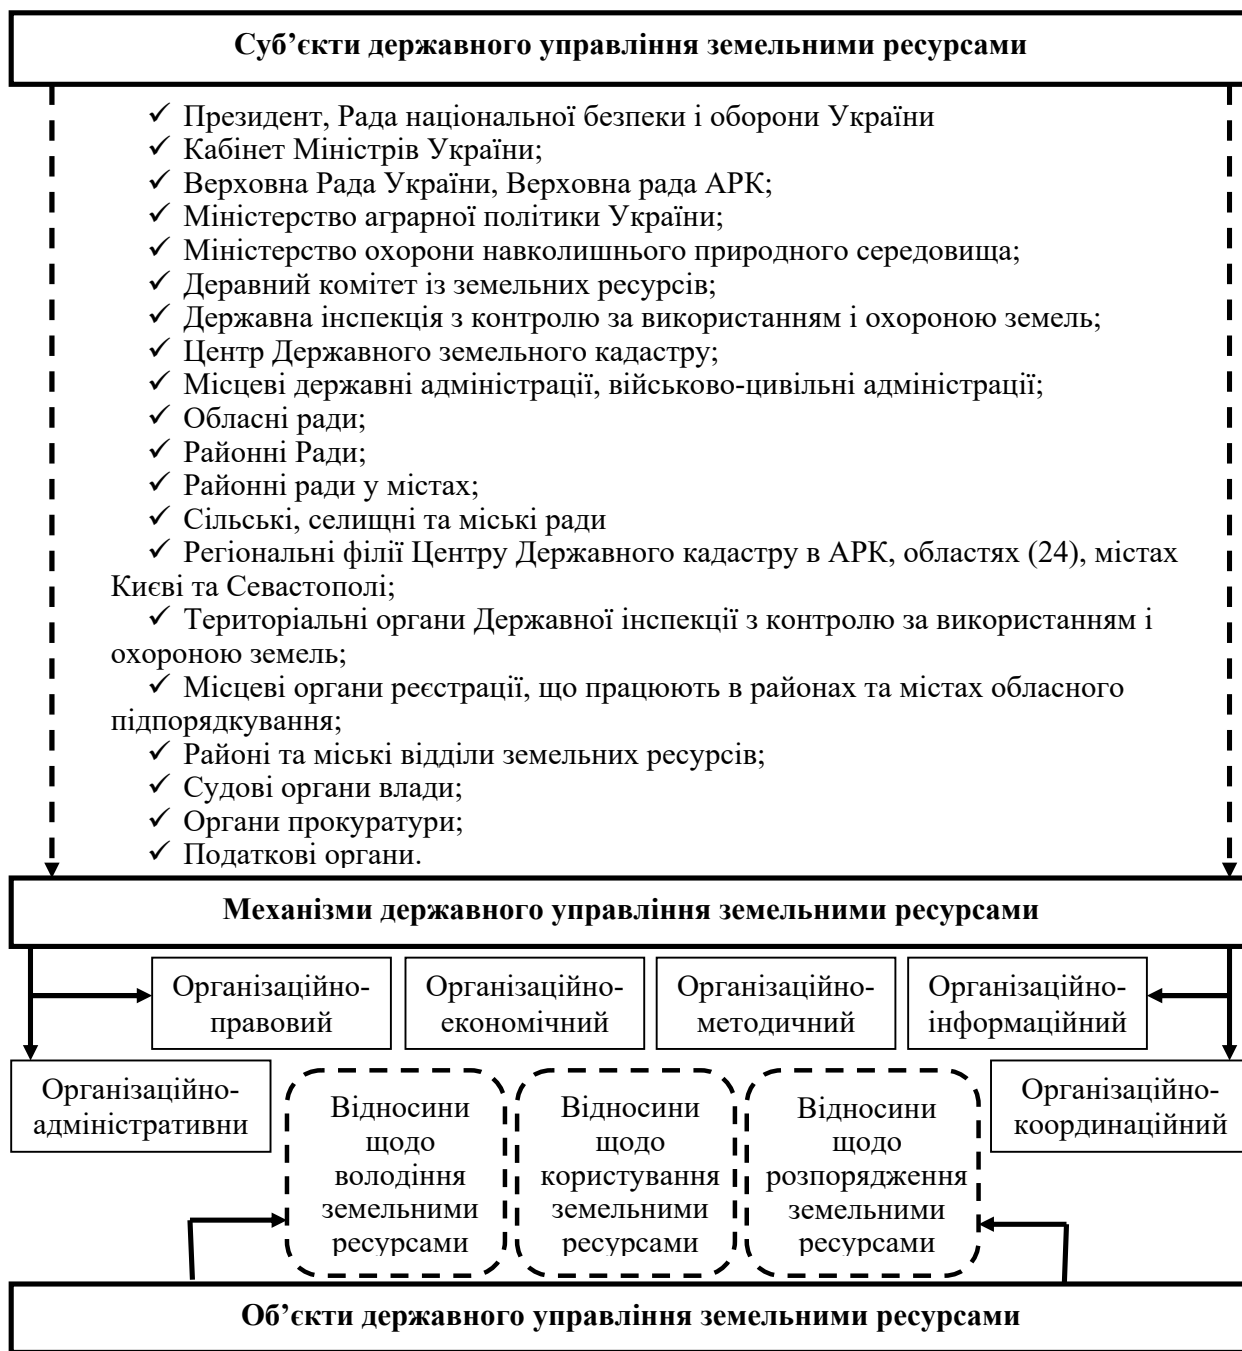 Суб’єкти державного управління земельними ресурсами
✓ Президент, Рада національної безпеки і оборони України
✓ Кабінет Міністрів України;
✓ Верховна Рада України, Верховна рада АРК;
✓ Міністерство аграрної політики України;
✓ Міністерство охорони навколишнього природного середовища;
✓ Деравний комітет із земельних ресурсів;
✓ Державна інспекція з контролю за використанням і охороною земель;
✓ Центр Державного земельного кадастру;
✓ Місцеві державні адміністрації, військово-цивільні адміністрації;
✓ Обласні ради;
✓ Районні Ради;
✓ Районні ради у містах;
✓ Сільські, селищні та міські ради
✓ Регіональні філії Центру Державного кадастру в АРК, областях (24), містах
Києві та Севастополі;
✓ Територіальні органи Державної інспекції з контролю за використанням і
охороною земель;
✓ Місцеві органи реєстрації, що працюють в районах та містах обласного
підпорядкування;
✓ Районі та міські відділи земельних ресурсів;
✓ Судові органи влади;
✓ Органи прокуратури;
✓ Податкові органи.
Механізми державного управління земельними ресурсами
Організаційно-
правовий
Організаційно-
економічний
Організаційно-
методичний
Організаційно-
інформаційний
Організаційно-
адміністративни
Відносини
щодо
володіння
земельними
ресурсами
Відносини
щодо
користування
земельними
ресурсами
Відносини
щодо
розпорядження
земельними
ресурсами
Організаційно-
координаційний
Об’єкти державного управління земельними ресурсами